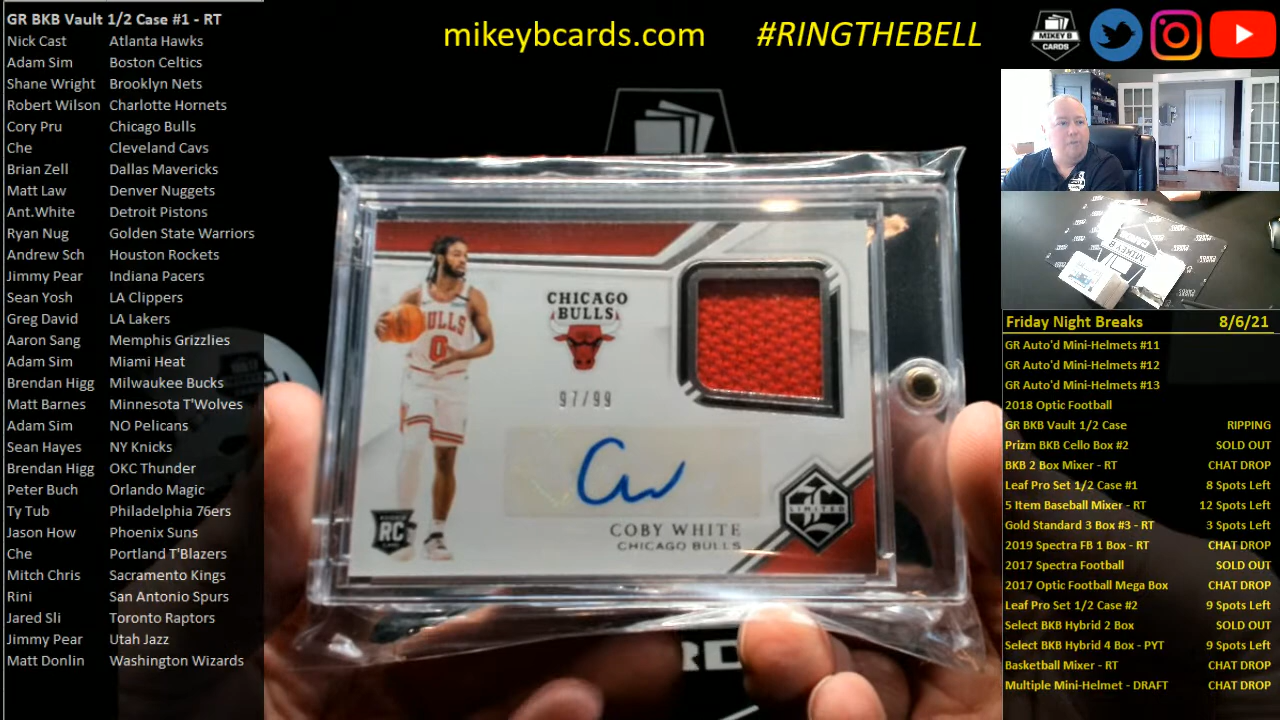 GR BKB Vault 1/2 Case #1 - RT
Nick Cast Atlanta Hawks
Adam Sim Boston Celtics
Shane Wright Brooklyn Nets
Robert Wilson Charlotte Hornets
Cory Pru Chicago Bulls
Che Cleveland Cavs
Brian Zell Dallas Mavericks
Matt Law Denver Nuggets
Ant.White Detroit Pistons
Ryan Nug Golden State Warriors
Andrew Sch Houston Rockets
Jimmy Pear Indiana Pacers
Sean Yosh LA Clippers
Greg David LA Lakers
Aaron Sang Memphis Grizzlies
Adam Sim Miami Heat
Brendan Higg Milwaukee Bucks
Matt Barnes Minnesota T'Wolves
Adam Sim NO Pelicans
Sean Hayes NY Knicks
Brendan Higg OKC Thunder
Peter Buch Orlando Magic
Ty Tub Philadelphia 76ers
Jason How Phoenix Suns
Che Portland T'Blazers
Mitch Chris Sacramento Kings
Rini San Antonio Spurs
Jared Sli Toronto Raptors
Jimmy Pear Utah Jazz
Matt Donlin Washington Wizards
mikeybcards.com #RINGTHEBELL
MIKEY B
CARDS
CHICAGO
BULLS
BULLS
0
97/99
CW
LIMITED
RC
COBY WHITE
CHICAGO BULLS
MIKEY B
Friday Night Breaks 8/6/21
GR Auto'd Mini-Helmets #11
GR Auto'd Mini-Helmets #12
GR Auto'd Mini-Helmets #13
2018 Optic Football
GR BKB Vault 1/2 Case RIPPING
Prizm BKB Cello Box #2 SOLD OUT
BKB 2 Box Mixer - RT CHAT DROP
Leaf Pro Set 1/2 Case #1 8 Spots Left
5 Item Baseball Mixer - RT 12 Spots Left
Gold Standard 3 Box #3 - RT 3 Spots Left
2019 Spectra FB 1 Box - RT CHAT DROP
2017 Spectra Football SOLD OUT
2017 Optic Football Mega Box CHAT DROP
Leaf Pro Set 1/2 Case #2 9 Spots Left
Select BKB Hybrid 2 Box SOLD OUT
Select BKB Hybrid 4 Box - PYT 9 Spots Left
Basketball Mixer - RT CHAT DROP
Multiple Mini-Helmet - DRAFT CHAT DROP